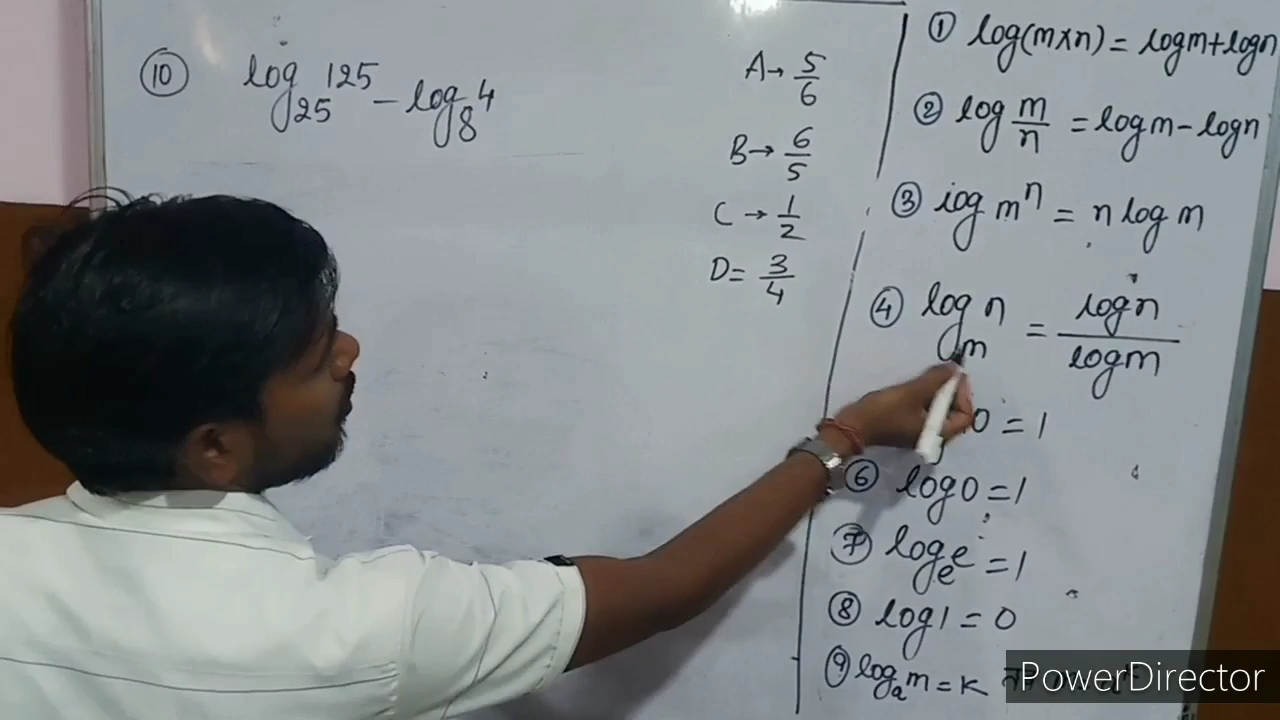 ⑩ log₂₅125 - log₈4
A→ 5/6
B→ 6/5
C → 1/2
D= 3/4
① log(m×n) = logm+logn
② log m/n = logm-logn
③ log mⁿ = n log m
④ logₘn = logn/logm
0 = 1
⑥ log0 = 1
⑦ logₑe = 1
⑧ log1 = 0
⑨ logₐm = K
PowerDirector